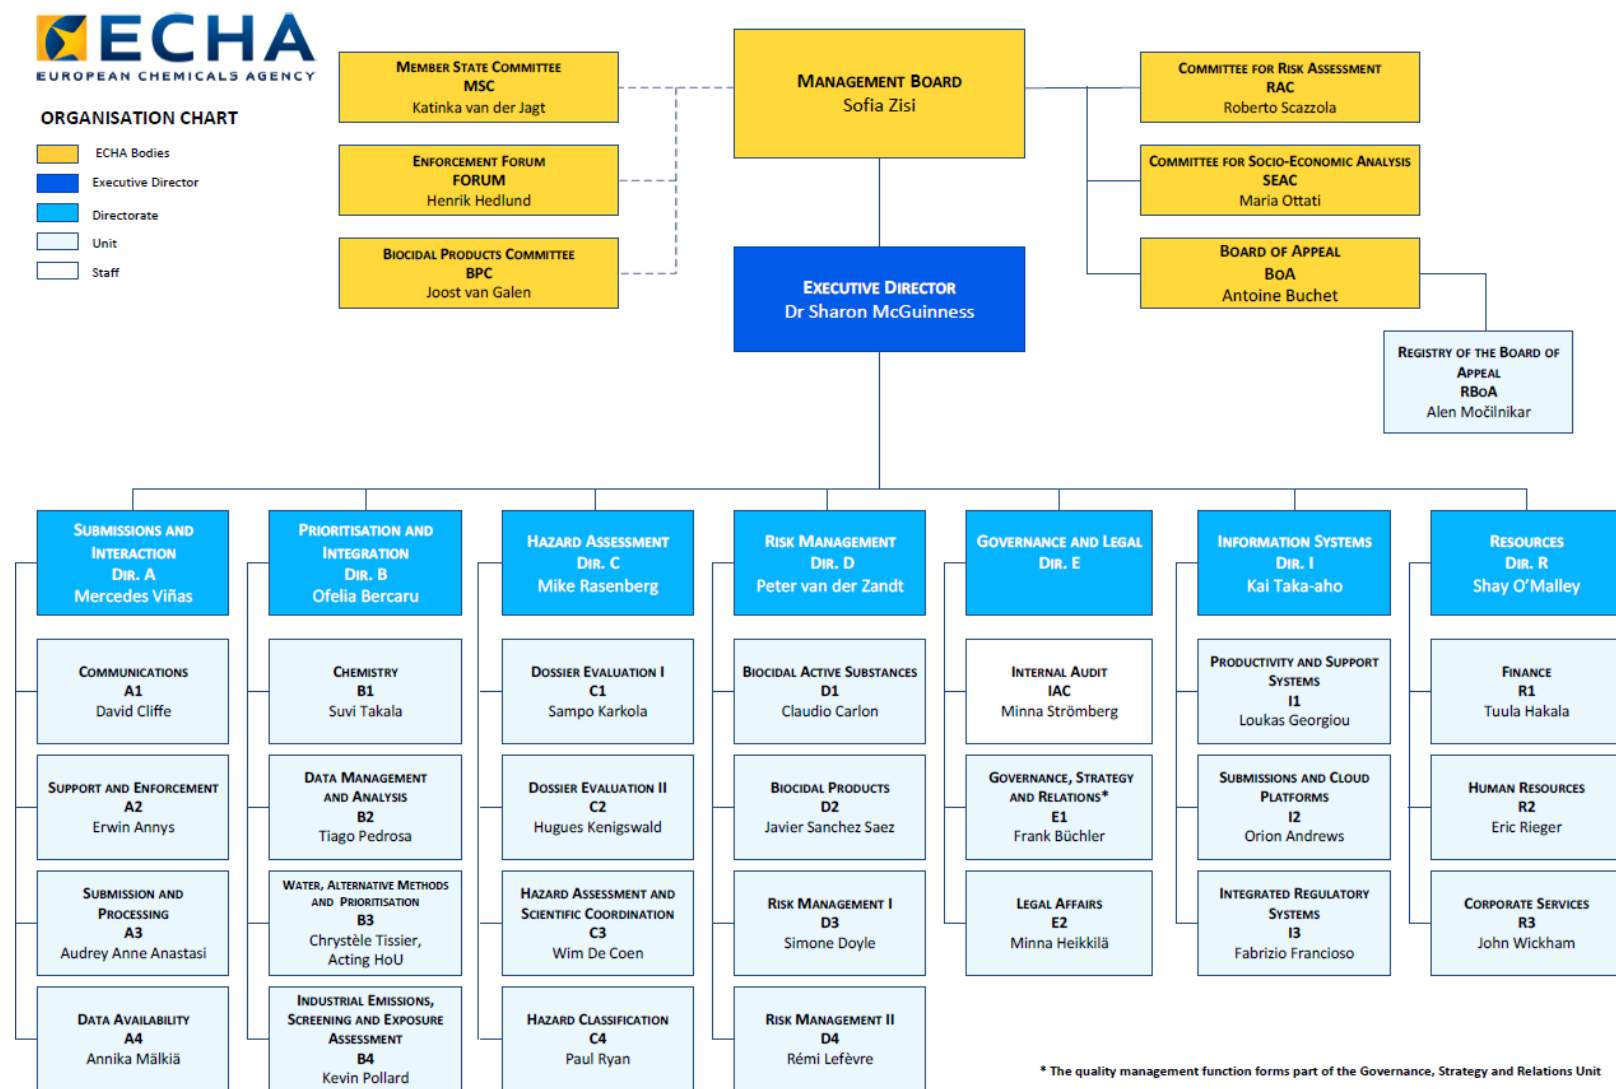 ECHA
EUROPEAN CHEMICALS AGENCY
ORGANISATION CHART
ECHA Bodies
Executive Director
Directorate
Unit
Staff
MEMBER STATE COMMITTEE
MSC
Katinka van der Jagt
ENFORCEMENT FORUM
FORUM
Henrik Hedlund
BIOCIDAL PRODUCTS COMMITTEE
BPC
Joost van Galen
MANAGEMENT BOARD
Sofia Zisi
EXECUTIVE DIRECTOR
Dr Sharon McGuinness
COMMITTEE FOR RISK ASSESSMENT
RAC
Roberto Scazzola
COMMITTEE FOR SOCIO-ECONOMIC ANALYSIS
SEAC
Maria Ottati
BOARD OF APPEAL
BoA
Antoine Buchet
REGISTRY OF THE BOARD OF
APPEAL
RBoA
Alen Močilnikar
SUBMISSIONS AND
INTERACTION
DIR. A
Mercedes Viñas
COMMUNICATIONS
A1
David Cliffe
SUPPORT AND ENFORCEMENT
A2
Erwin Annys
SUBMISSION AND
PROCESSING
A3
Audrey Anne Anastasi
DATA AVAILABILITY
A4
Annika Mälkiä
PRIORITISATION AND
INTEGRATION
DIR. B
Ofelia Bercaru
CHEMISTRY
B1
Suvi Takala
DATA MANAGEMENT
AND ANALYSIS
B2
Tiago Pedrosa
WATER, ALTERNATIVE METHODS
AND PRIORITISATION
B3
Chrystèle Tissier,
Acting HoU
INDUSTRIAL EMISSIONS,
SCREENING AND EXPOSURE
ASSESSMENT
B4
Kevin Pollard
HAZARD ASSESSMENT
DIR. C
Mike Rasenberg
DOSSIER EVALUATION I
C1
Sampo Karkola
DOSSIER EVALUATION II
C2
Hugues Kenigswald
HAZARD ASSESSMENT AND
SCIENTIFIC COORDINATION
C3
Wim De Coen
HAZARD CLASSIFICATION
C4
Paul Ryan
RISK MANAGEMENT
DIR. D
Peter van der Zandt
BIOCIDAL ACTIVE SUBSTANCES
D1
Claudio Carlon
BIOCIDAL PRODUCTS
D2
Javier Sanchez Saez
RISK MANAGEMENT I
D3
Simone Doyle
RISK MANAGEMENT II
D4
Rémi Lefèvre
GOVERNANCE AND LEGAL
DIR. E
INTERNAL AUDIT
IAC
Minna Strömberg
GOVERNANCE, STRATEGY
AND RELATIONS*
E1
Frank Büchler
LEGAL AFFAIRS
E2
Minna Heikkilä
INFORMATION SYSTEMS
DIR. I
Kai Taka-aho
PRODUCTIVITY AND SUPPORT
SYSTEMS
I1
Loukas Georgiou
SUBMISSIONS AND CLOUD
PLATFORMS
I2
Orion Andrews
INTEGRATED REGULATORY
SYSTEMS
I3
Fabrizio Francioso
RESOURCES
DIR. R
Shay O'Malley
FINANCE
R1
Tuula Hakala
HUMAN RESOURCES
R2
Eric Rieger
CORPORATE SERVICES
R3
John Wickham
* The quality management function forms part of the Governance, Strategy and Relations Unit